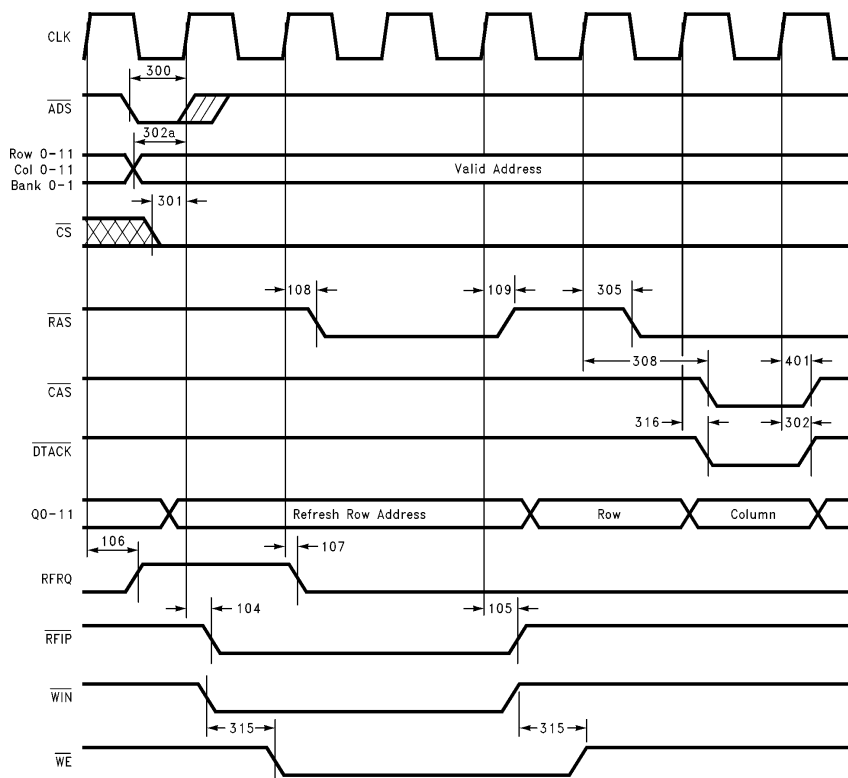 CLK
300
ADS
302a
Row 0-11
Col 0-11
Bank 0-1
Valid Address
301
CS
108
109
305
RAS
308
401
CAS
316
302
DTACK
Q0-11
Refresh Row Address
Row
Column
106
107
RFRQ
104
105
RFIP
WIN
315
315
WE